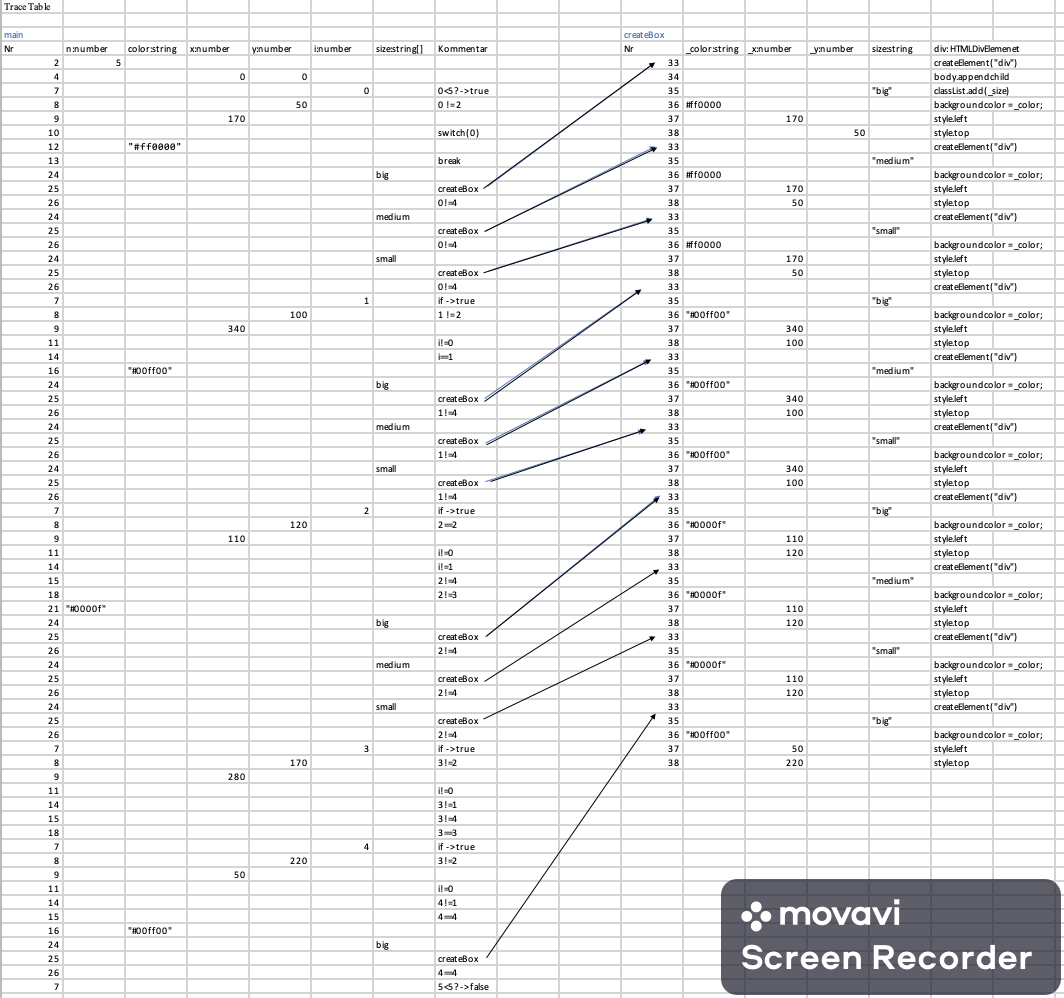 Trace Table
main createBox
Nr n:number color:string x:number y:number i:number size:string[] Kommentar Nr _color:string _x:number _y:number size:string div: HTMLDivElemenet
2 5 33 createElement("div")
4 0 0 34 body.appendchild
7 0 0<5?->true 35 "big" classList.add(_size)
8 50 0 !=2 36 #ff0000 backgroundcolor =_color;
9 170 37 170 style.left
10 switch(0) 38 50 style.top
12 "#ff0000" 33 createElement("div")
13 break 35 "medium"
24 big 36 #ff0000 backgroundcolor =_color;
25 createBox 37 170 style.left
26 0!=4 38 50 style.top
24 medium 33 createElement("div")
25 createBox 35 "small"
26 0!=4 36 #ff0000 backgroundcolor =_color;
24 small 37 170 style.left
25 createBox 38 50 style.top
26 0!=4 33 createElement("div")
7 1 if ->true 35 "big"
8 100 1 !=2 36 "#00ff00" backgroundcolor =_color;
9 340 37 340 style.left
11 i!=0 38 100 style.top
14 i==1 33 createElement("div")
16 "#00ff00" 35 "medium"
24 big 36 "#00ff00" backgroundcolor =_color;
25 createBox 37 340 style.left
26 1!=4 38 100 style.top
24 medium 33 createElement("div")
25 createBox 35 "small"
26 1!=4 36 "#00ff00" backgroundcolor =_color;
24 small 37 340 style.left
25 createBox 38 100 style.top
26 1!=4 33 createElement("div")
7 2 if ->true 35 "big"
8 120 2==2 36 "#0000f" backgroundcolor =_color;
9 110 37 110 style.left
11 i!=0 38 120 style.top
14 i!=1 33 createElement("div")
15 2!=4 35 "medium"
18 2!=3 36 "#0000f" backgroundcolor =_color;
21 "#0000f" 37 110 style.left
24 big 38 120 style.top
25 createBox 33 createElement("div")
26 2!=4 35 "small"
24 medium 36 "#0000f" backgroundcolor =_color;
25 createBox 37 110 style.left
26 2!=4 38 120 style.top
24 small 33 createElement("div")
25 createBox 35 "big"
26 2!=4 36 "#00ff00" backgroundcolor =_color;
7 3 if ->true 37 50 style.left
8 170 3!=2 38 220 style.top
9 280
11 i!=0
14 3!=1
15 3!=4
18 3==3
7 4 if ->true
8 220 3!=2
9 50
11 i!=0
14 4!=1
15 4==4
16 "#00ff00"
24 big
25 createBox
26 4==4
7 5<5?->false
movavi
Screen Recorder